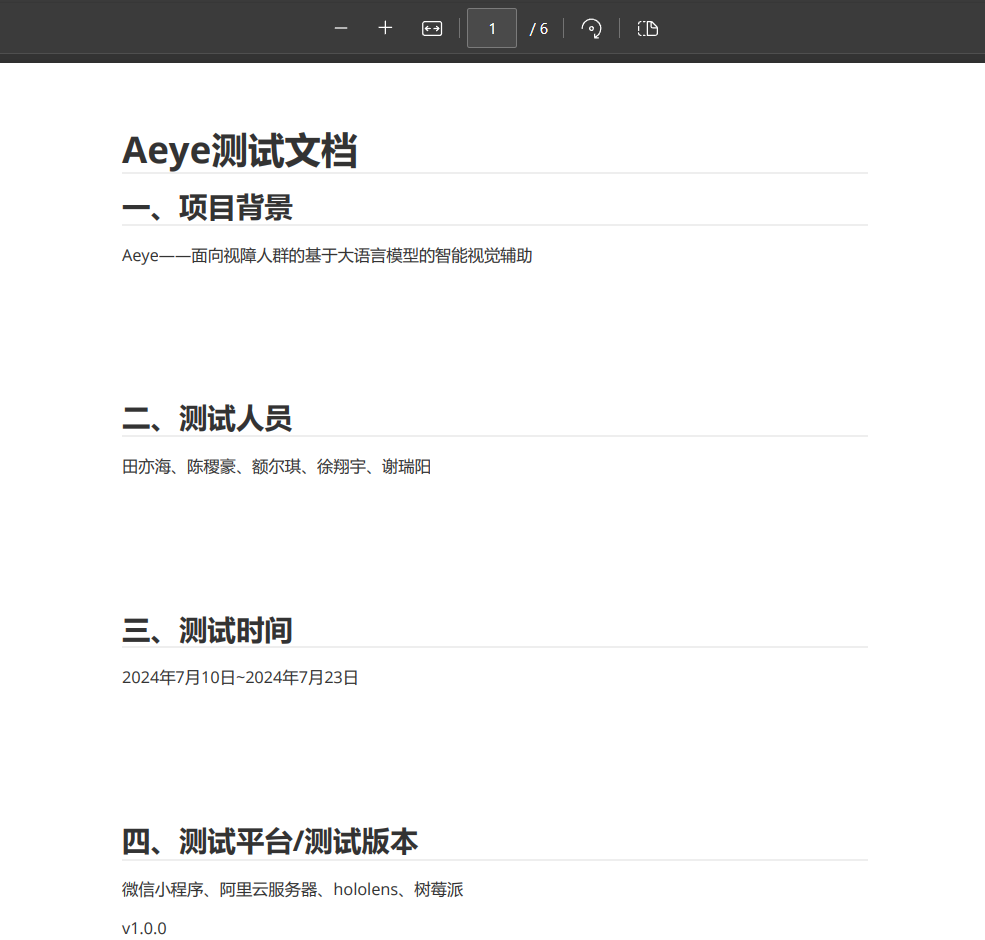 1 / 6
Aeye测试文档
一、项目背景
Aeye——面向视障人群的基于大语言模型的智能视觉辅助
二、测试人员
田亦海、陈稷豪、额尔琪、徐翔宇、谢瑞阳
三、测试时间
2024年7月10日~2024年7月23日
四、测试平台/测试版本
微信小程序、阿里云服务器、hololens、树莓派
v1.0.0